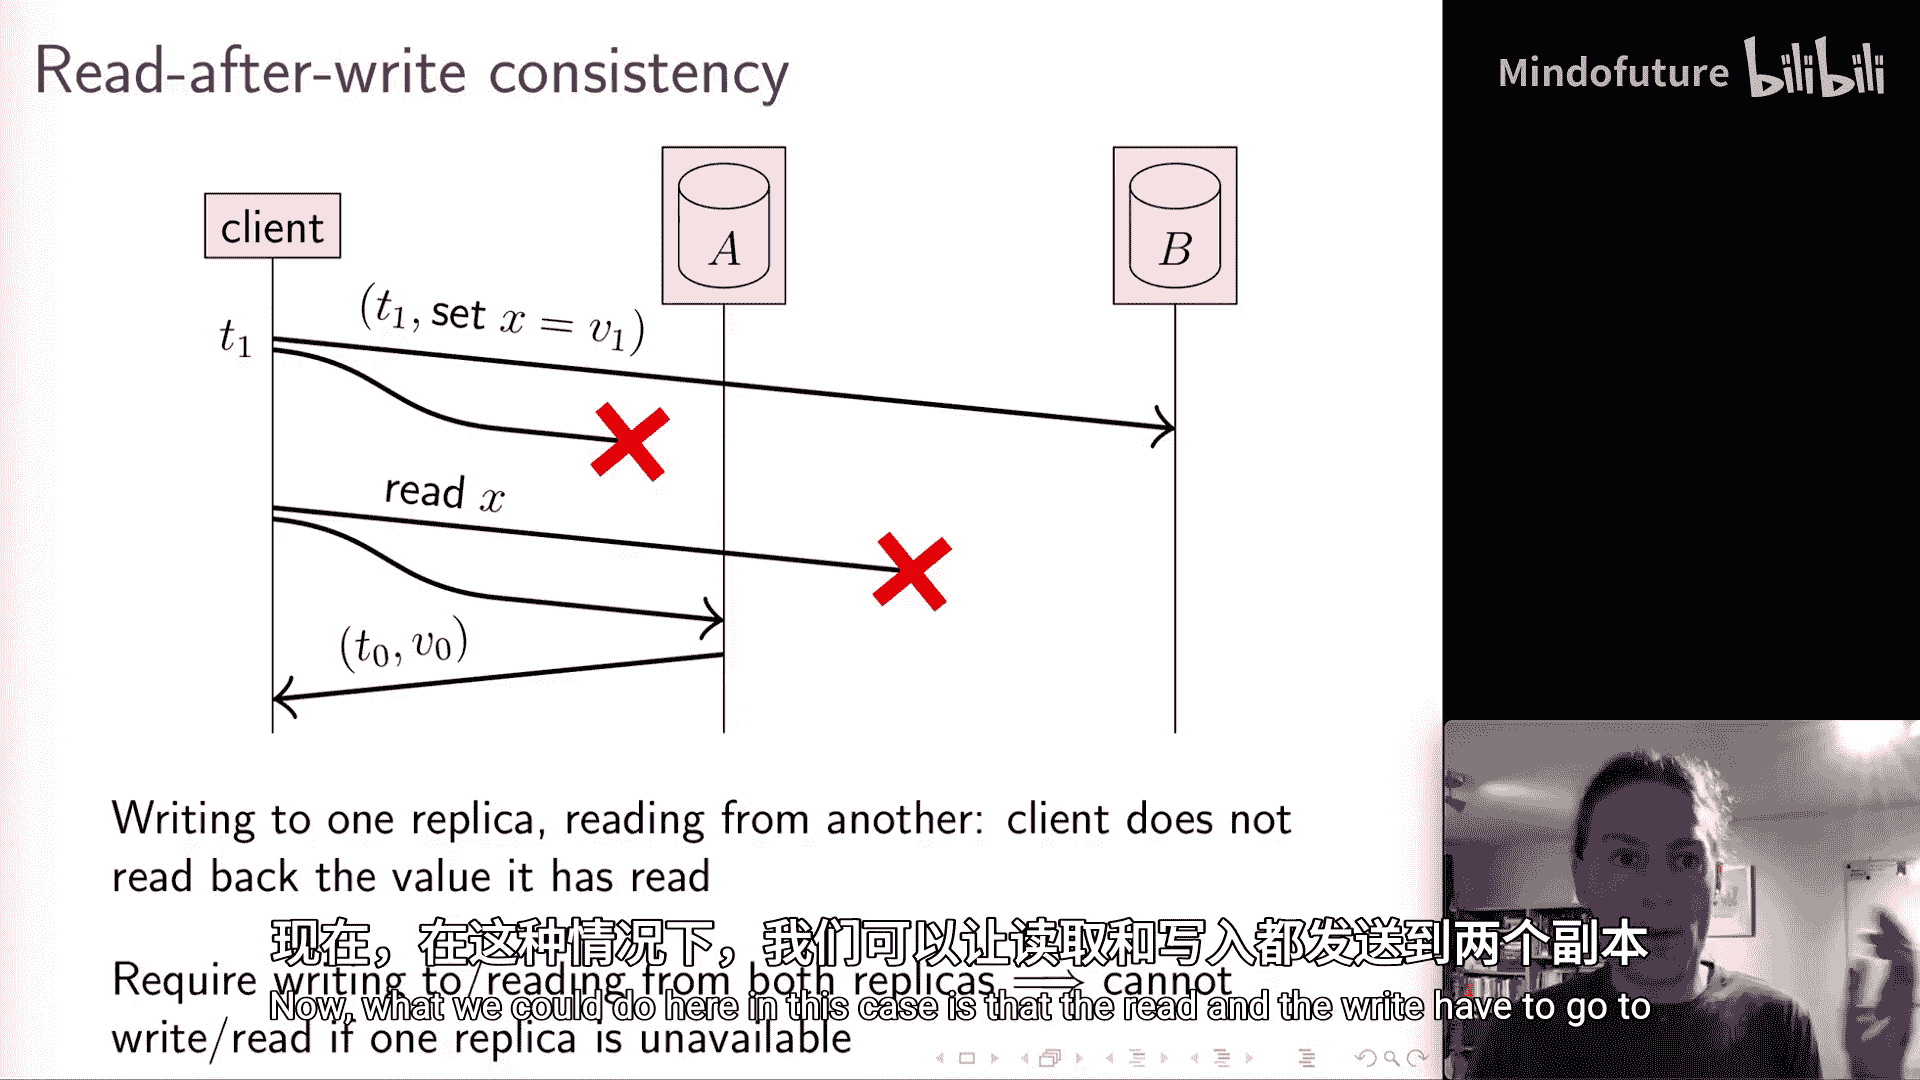 Read-after-write consistency
Mindofuture bilibili
client
A
B
t₁
(t₁, set x = v₁)
read x
(t₀, v₀)
Writing to one replica, reading from another: client does not
read back the value it has read
现在，在这种情况下，我们可以让读取和写入都发送到两个副本
Require writing to/reading from both replicas ⟹ cannot
Now, what we could do here in this case is that the read and the write have to go to
write/read if one replica is unavailable